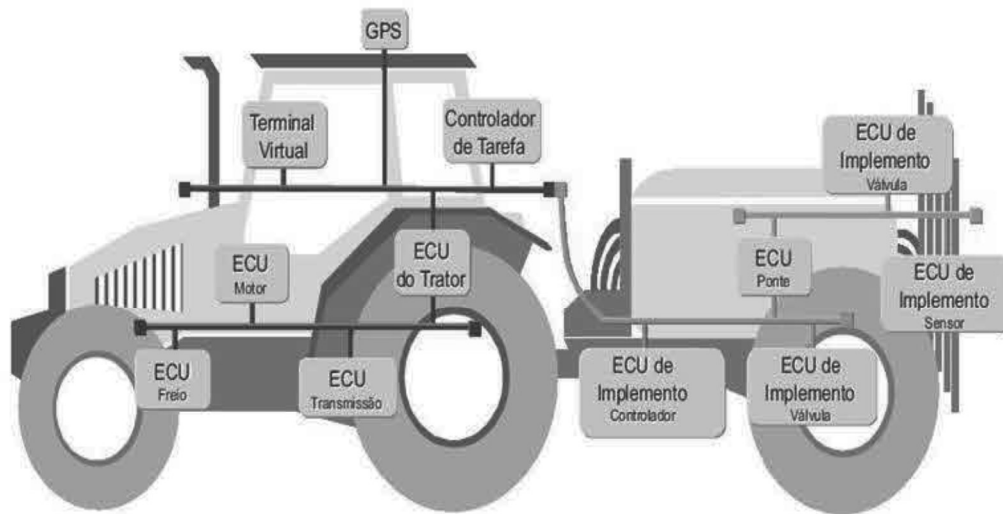 GPS
Terminal
Virtual
Controlador
de Tarefa
ECU de
Implemento
Válvula
ECU
Motor
ECU
do Trator
ECU
Ponte
ECU de
Implemento
Sensor
ECU
Freio
ECU
Transmissão
ECU de
Implemento
Controlador
ECU de
Implemento
Válvula